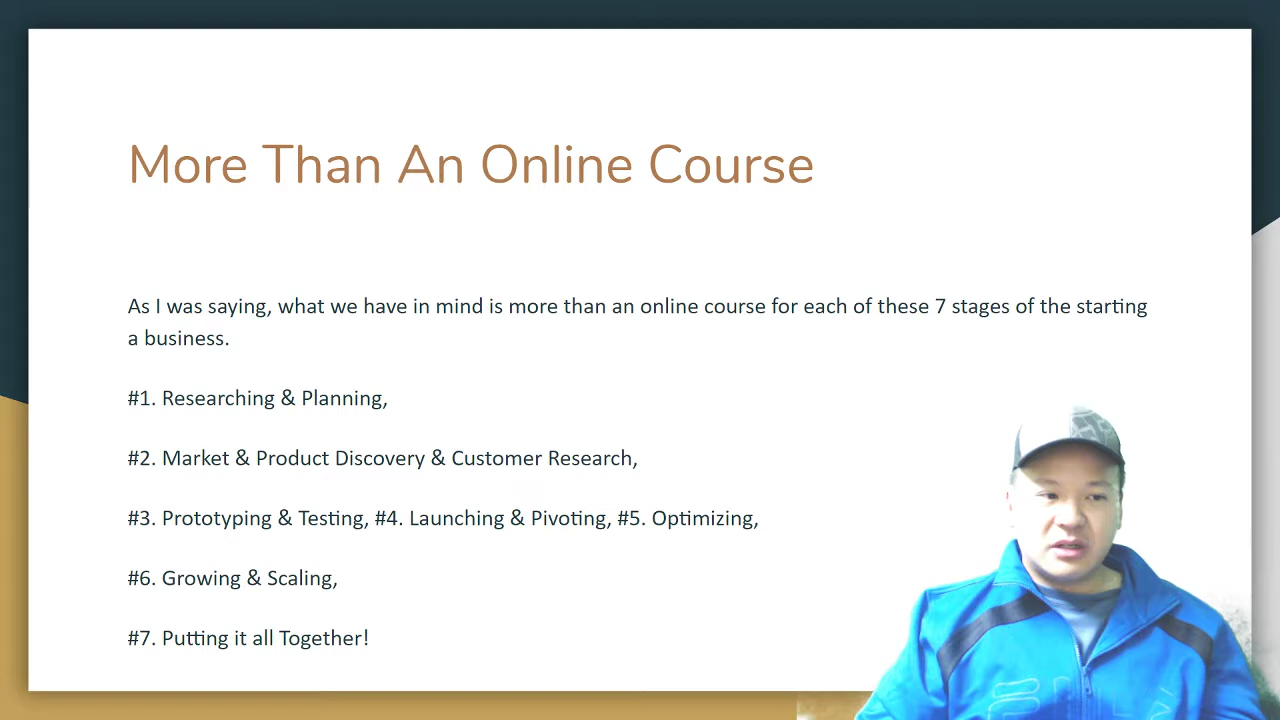 More Than An Online Course
As I was saying, what we have in mind is more than an online course for each of these 7 stages of the starting
a business.
#1. Researching & Planning,
#2. Market & Product Discovery & Customer Research,
#3. Prototyping & Testing, #4. Launching & Pivoting, #5. Optimizing,
#6. Growing & Scaling,
#7. Putting it all Together!